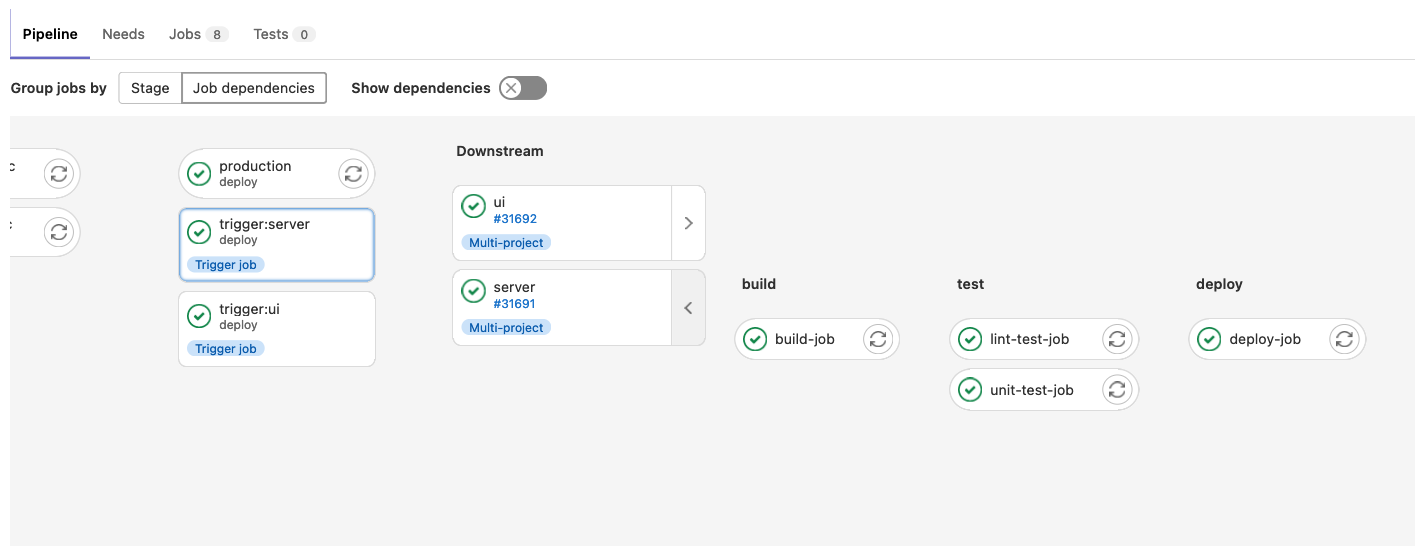 Pipeline Needs Jobs 8 Tests 0
Group jobs by Stage Job dependencies Show dependencies
c
c
production
deploy
trigger:server
deploy
Trigger job
trigger:ui
deploy
Trigger job
Downstream
ui
#31692
Multi-project
server
#31691
Multi-project
build
build-job
test
lint-test-job
unit-test-job
deploy
deploy-job